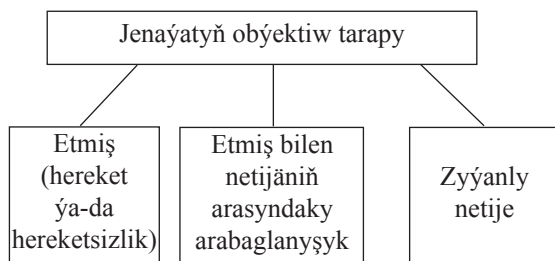 Jenaýatyň obýektiw tarapy
Etmiş
(hereket
ýa-da
hereketsizlik)
Etmiş bilen
netijäniň
arasyndaky
arabaglanyşyk
Zyýanly
netije